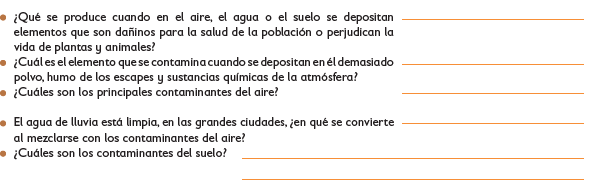 • ¿Qué se produce cuando en el aire, el agua o el suelo se depositan
elementos que son dañinos para la salud de la población o perjudican la
vida de plantas y animales?
• ¿Cuál es el elemento que se contamina cuando se depositan en él demasiado
polvo, humo de los escapes y sustancias químicas de la atmósfera?
• ¿Cuáles son los principales contaminantes del aire?
• El agua de lluvia está limpia, en las grandes ciudades, ¿en qué se convierte
al mezclarse con los contaminantes del aire?
• ¿Cuáles son los contaminantes del suelo?